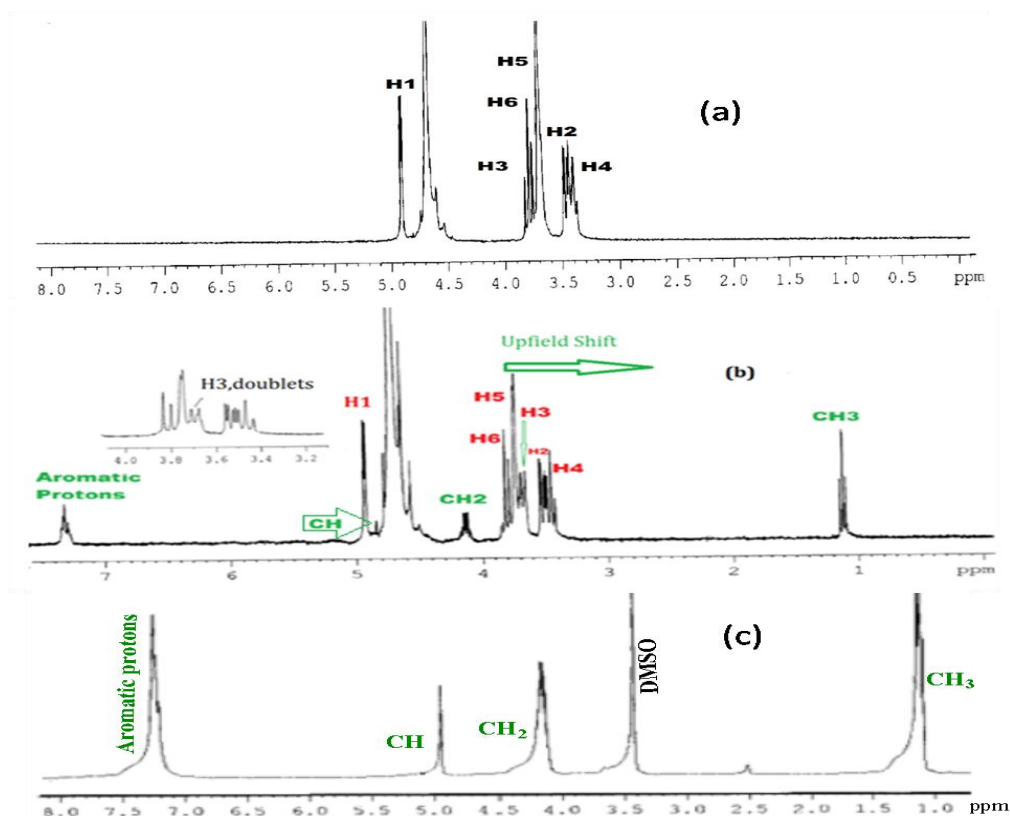 (a)
H1
H5
H6
H2
H3
H4
8.0 7.5 7.0 6.5 6.0 5.5 5.0 4.5 4.0 3.5 3.0 2.5 2.0 1.5 1.0 0.5 ppm
Upfield Shift
(b)
H3,doublets
H1
H5
H3
CH3
H6
H2
H4
4.0 3.8 3.6 3.4 3.2
Aromatic
Protons
CH2
CH
7 6 5 4 3 2 1 ppm
Aromatic protons
(c)
DMSO
CH₃
CH₂
CH
8.0 7.5 7.0 6.5 6.0 5.5 5.0 4.5 4.0 3.5 3.0 2.5 2.0 1.5 1.0 ppm